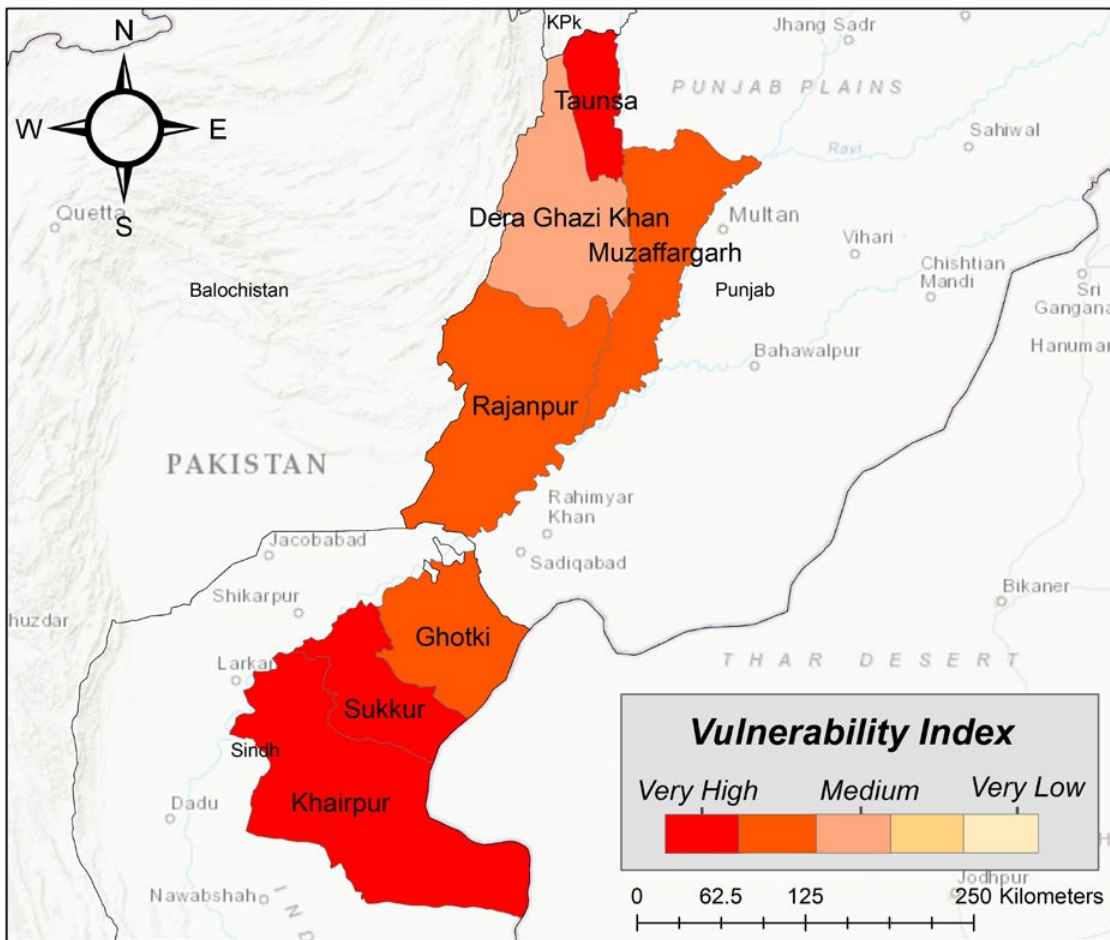 KPk
Jhang Sadr
N
PUNJAB PLAINS
Taunsa
W
E
Sahiwal
Ravi
Quetta
S
Dera Ghazi Khan
Multan
Vihari
Muzaffargarh
Chishtian
Mandi
Balochistan
Punjab
Sri
Gangana
Hanumar
Bahawalpur
Rajanpur
PAKISTAN
Rahimyar
Khan
Jacobabad
Sadiqabad
Bikaner
Shikarpur
huzdar
Ghotki
THAR DESERT
Larkar
Sukkur
Sindh
Vulnerability Index
Very High
Medium
Very Low
Khairpur
Dadu
Jodhpur
Nawabshah
IND
0
62.5
125
250 Kilometers